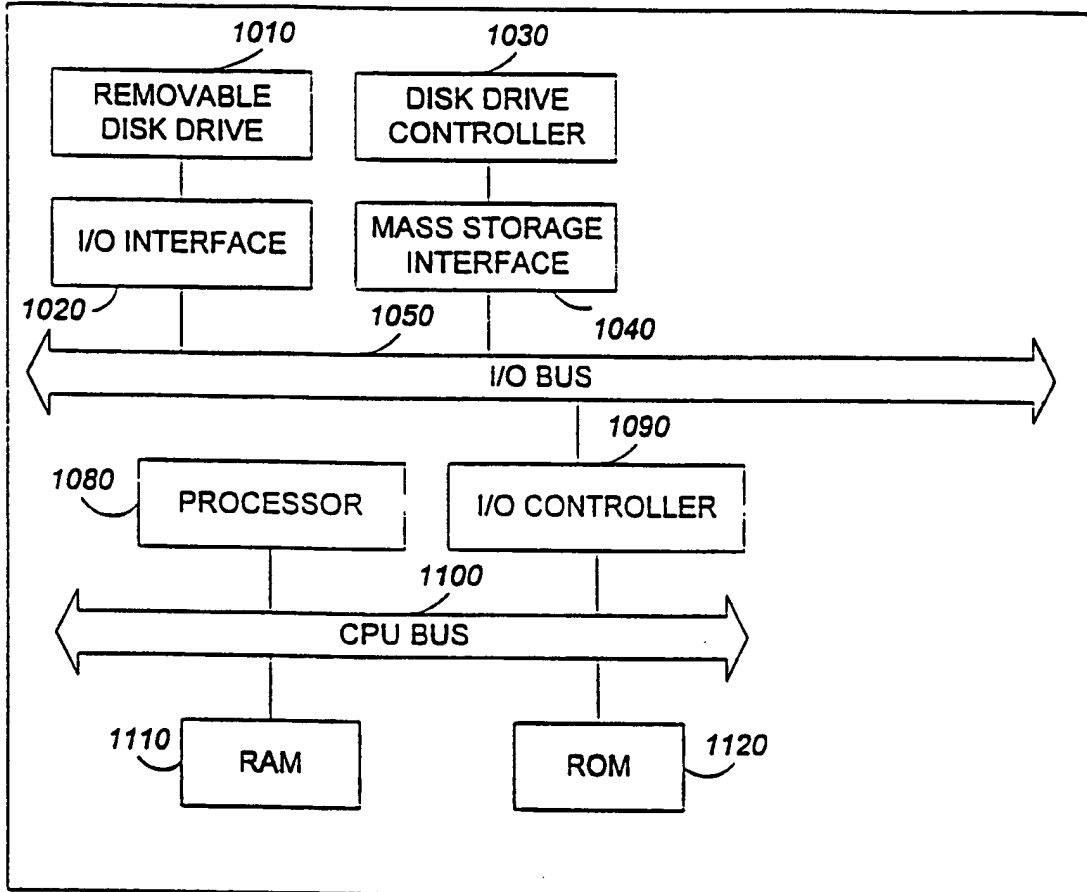 1010
1030
REMOVABLE
DISK DRIVE
DISK DRIVE
CONTROLLER
I/O INTERFACE
MASS STORAGE
INTERFACE
1020
1050
1040
I/O BUS
1090
1080
PROCESSOR
I/O CONTROLLER
1100
CPU BUS
1110
RAM
ROM
1120